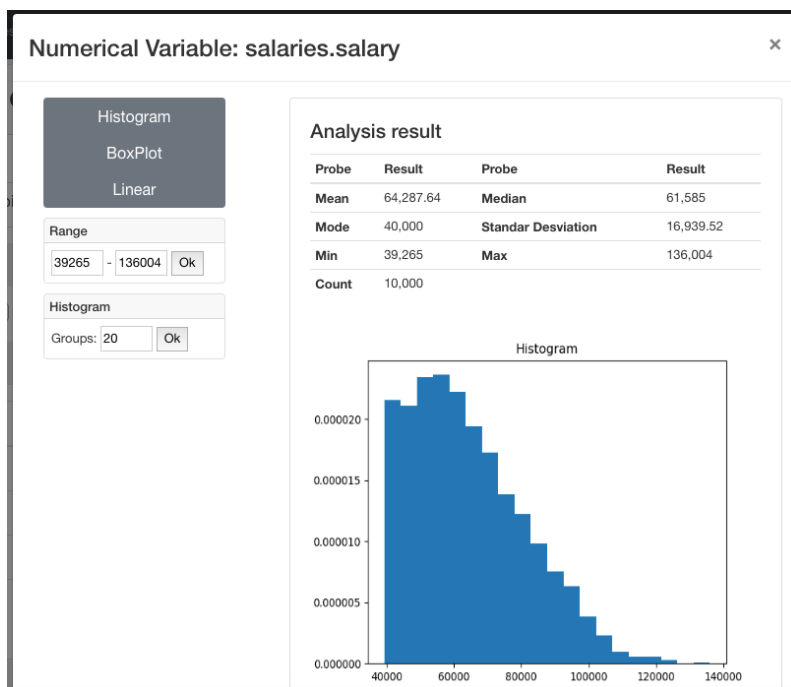 Numerical Variable: salaries.salary ×
Histogram
BoxPlot
Linear
Range
39265 - 136004 Ok
Histogram
Groups: 20 Ok
Analysis result
Probe Result Probe Result
Mean 64,287.64 Median 61,585
Mode 40,000 Standar Desviation 16,939.52
Min 39,265 Max 136,004
Count 10,000
Histogram
0.000020
0.000015
0.000010
0.000005
0.000000
40000 60000 80000 100000 120000 140000